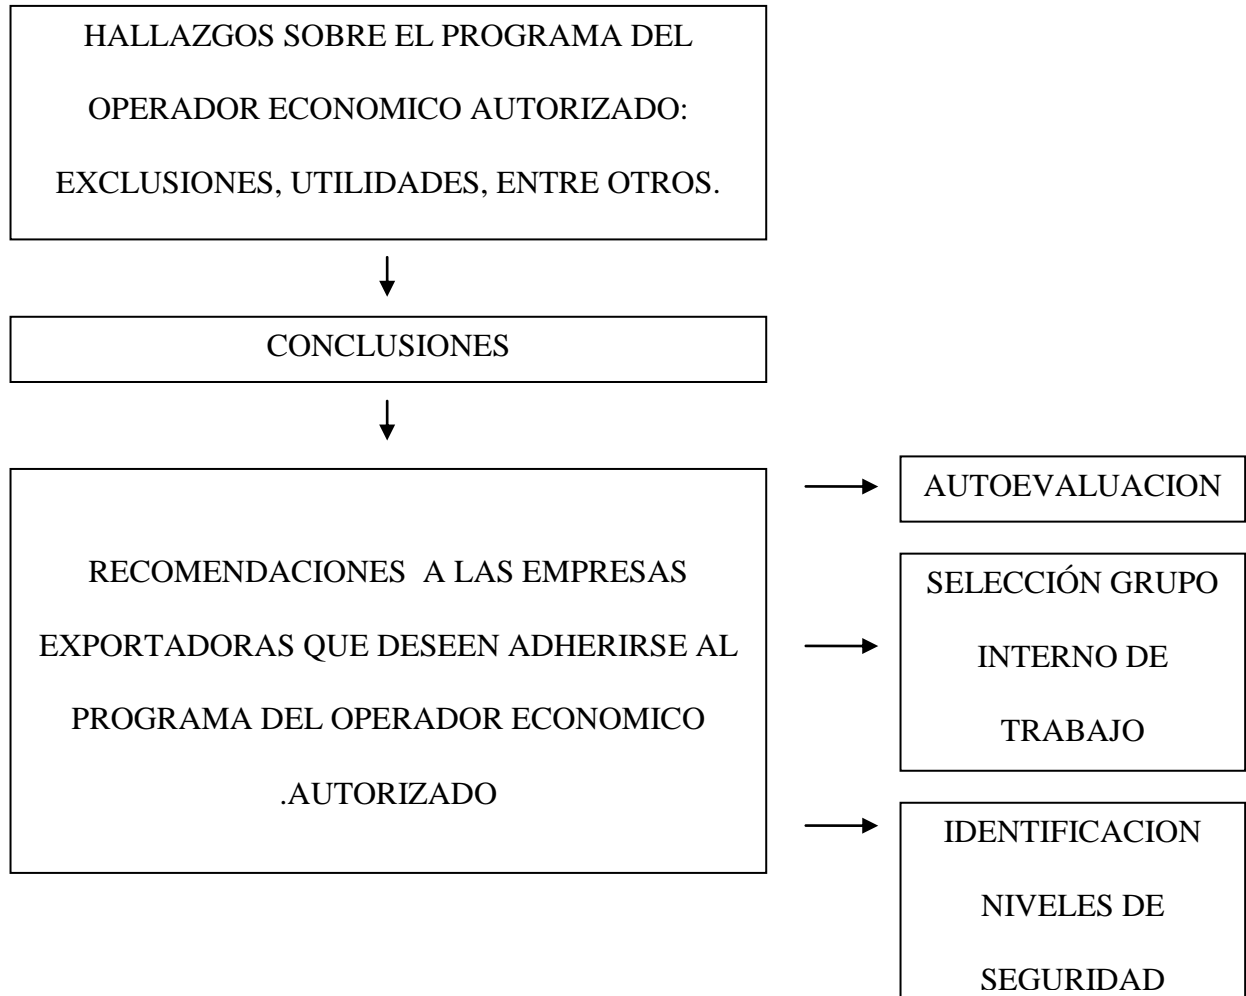 HALLAZGOS SOBRE EL PROGRAMA DEL
OPERADOR ECONOMICO AUTORIZADO:
EXCLUSIONES, UTILIDADES, ENTRE OTROS.
CONCLUSIONES
RECOMENDACIONES A LAS EMPRESAS
EXPORTADORAS QUE DESEEN ADHERIRSE AL
PROGRAMA DEL OPERADOR ECONOMICO
.AUTORIZADO
AUTOEVALUACION
SELECCIÓN GRUPO
INTERNO DE
TRABAJO
IDENTIFICACION
NIVELES DE
SEGURIDAD